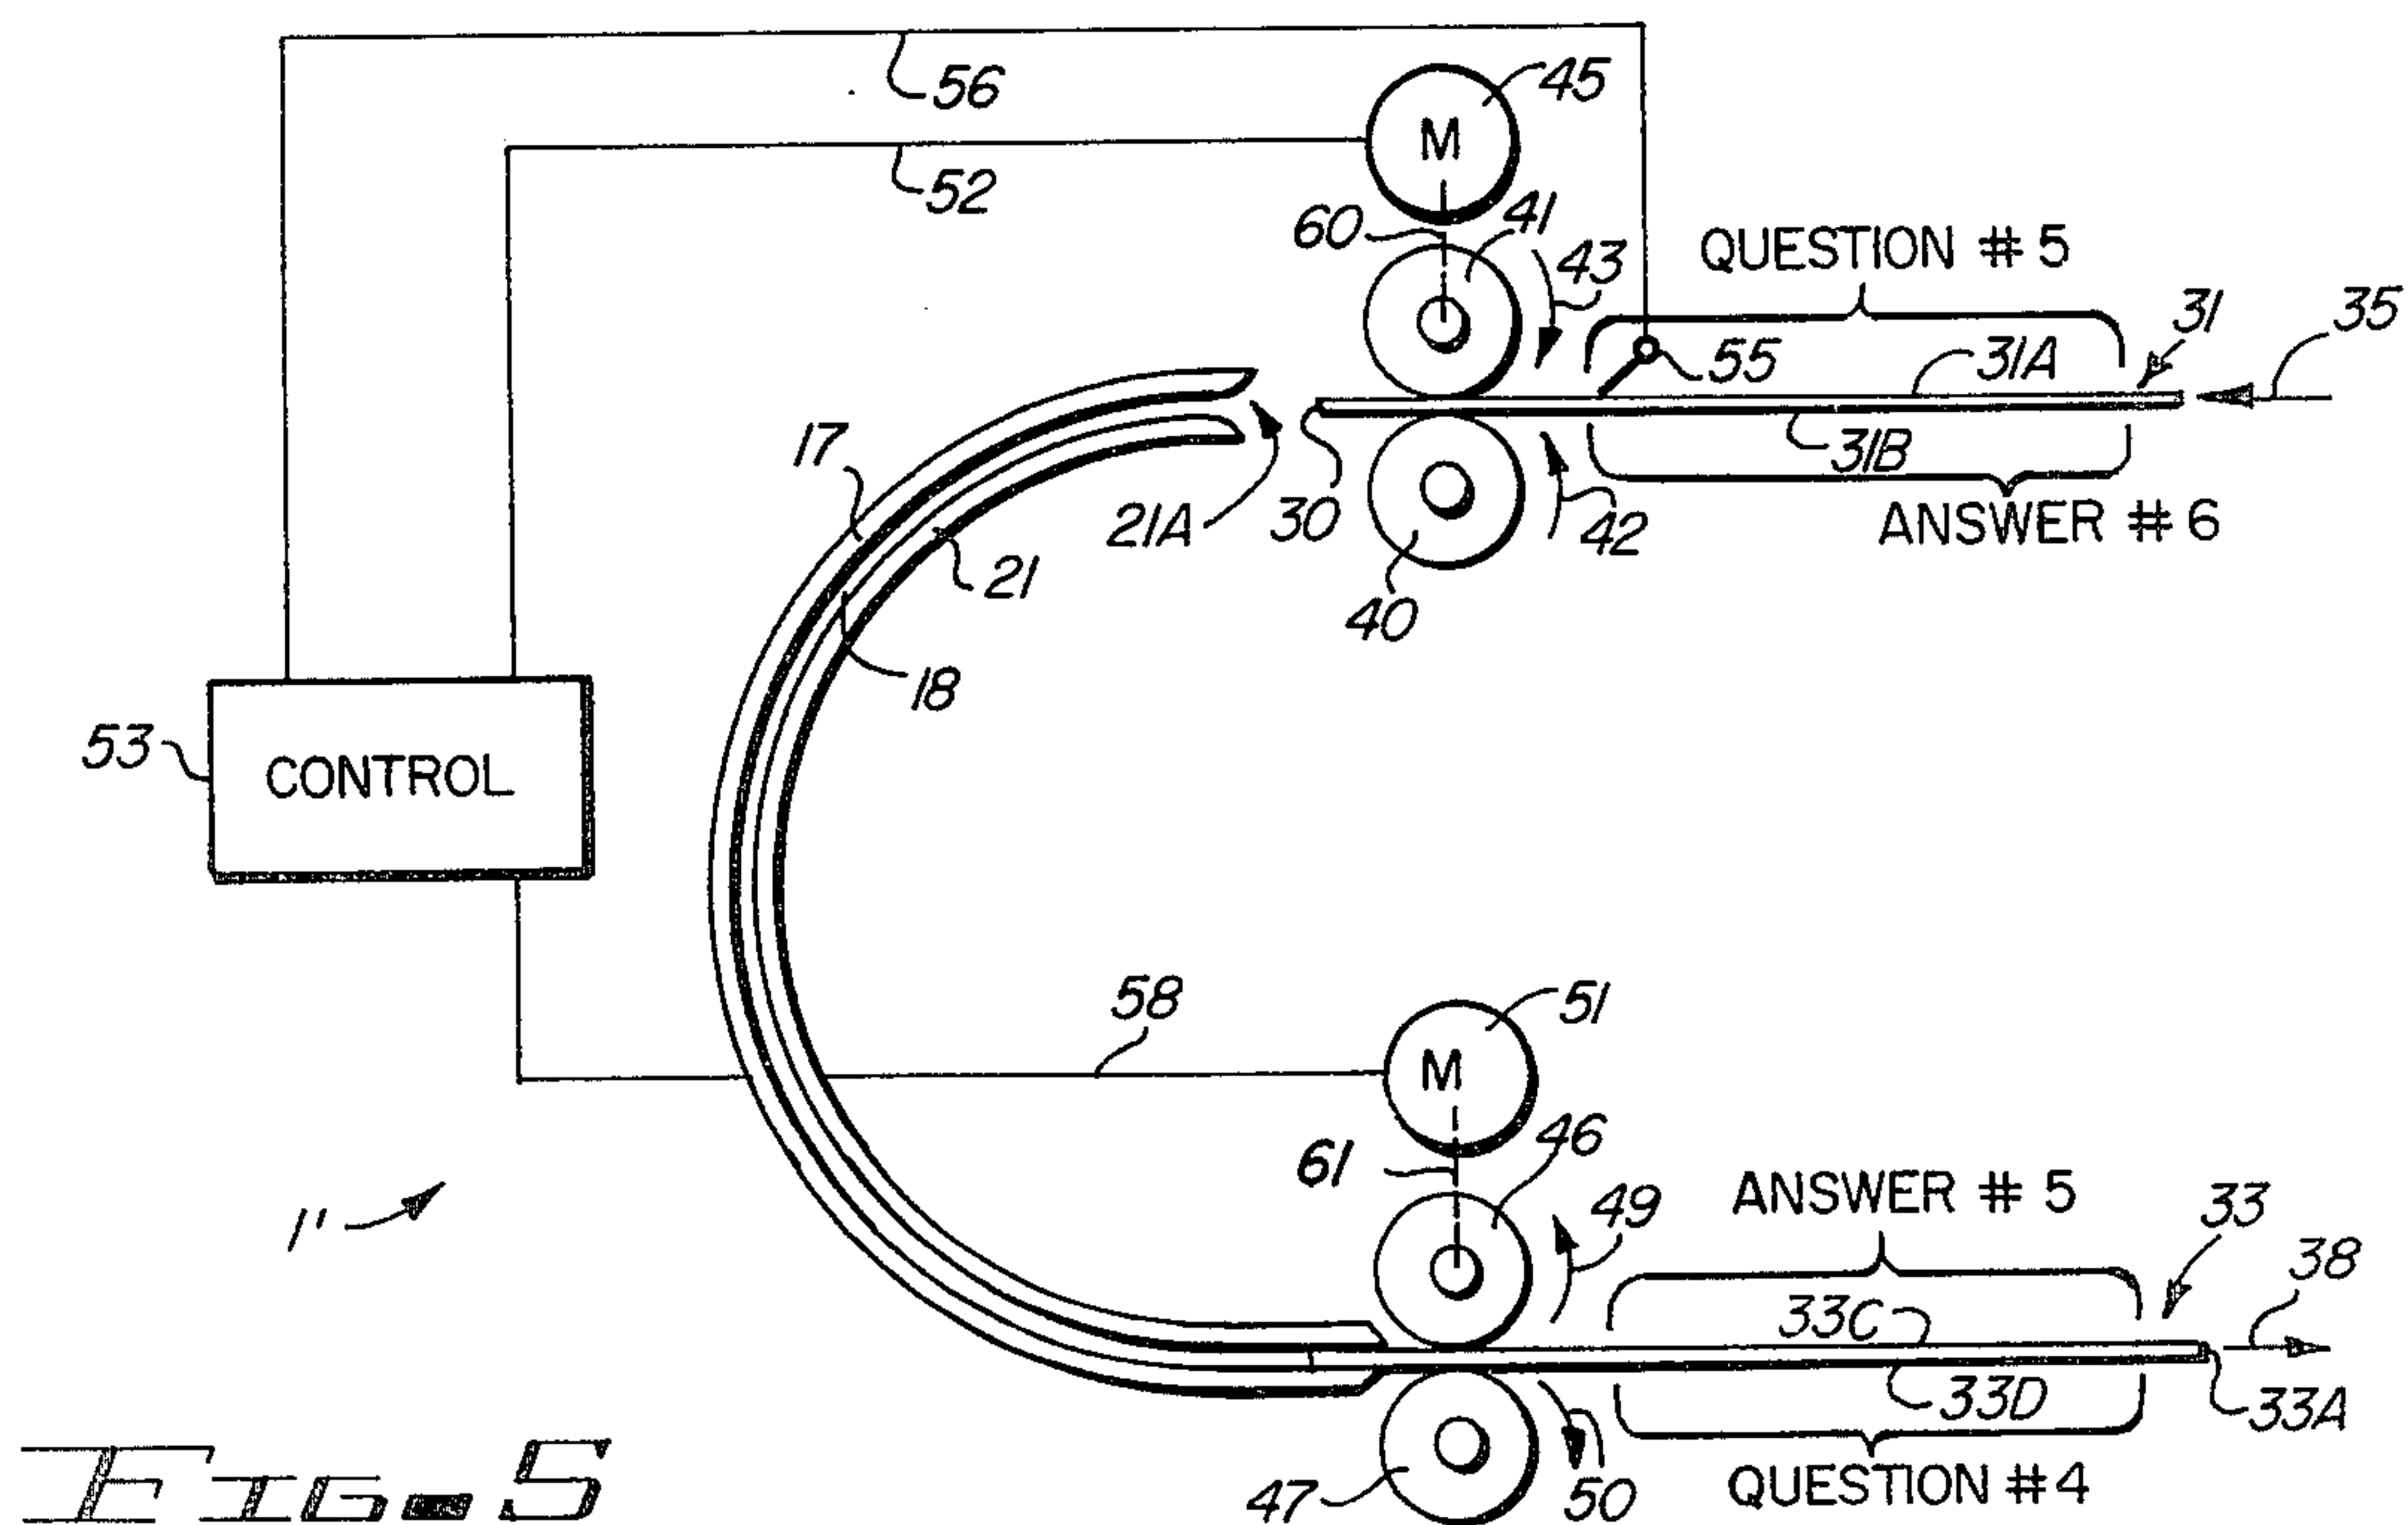 56
45
M
52
60
41
43
QUESTION # 5
31
35
55
31A
17
21A
30
31B
42
ANSWER # 6
21
40
18
53
CONTROL
58
51
M
61
46
49
ANSWER # 5
33
38
1'
33C
33D
33A
47
50
QUESTION #4
FIG. 5